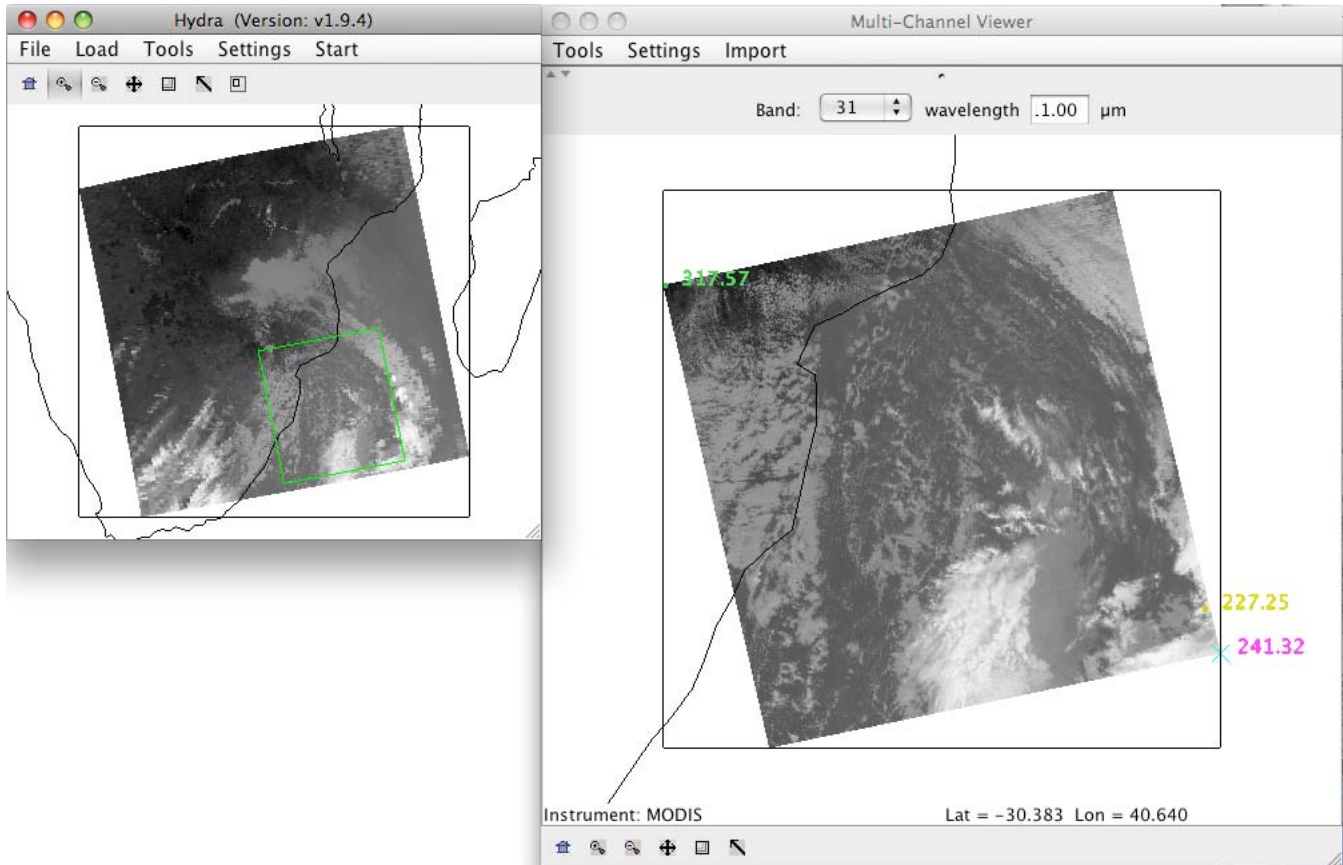 Hydra (Version: v1.9.4)
File Load Tools Settings Start
Multi-Channel Viewer
Tools Settings Import
Band: 31 wavelength .1.00 µm
317.57
227.25
241.32
Instrument: MODIS Lat = −30.383 Lon = 40.640